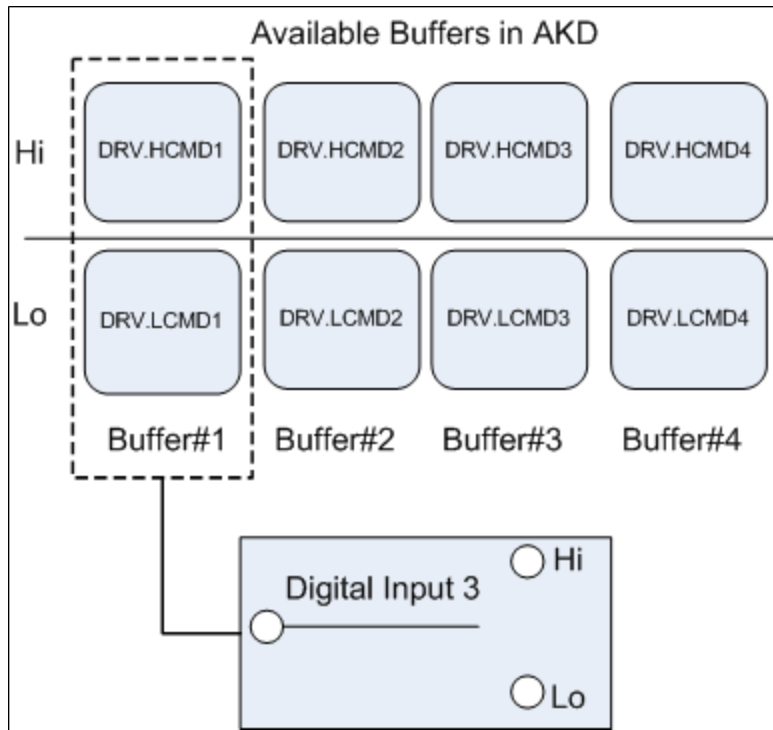 Available Buffers in AKD
Hi
DRV.HCMD1
DRV.HCMD2
DRV.HCMD3
DRV.HCMD4
Lo
DRV.LCMD1
DRV.LCMD2
DRV.LCMD3
DRV.LCMD4
Buffer#1
Buffer#2
Buffer#3
Buffer#4
Hi
Digital Input 3
Lo